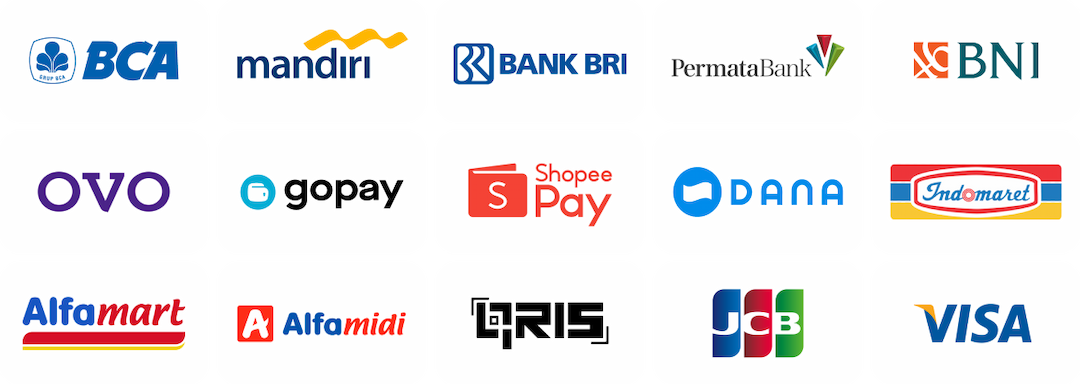 GRUP BCA
BCA
mandiri
BANK BRI
PermataBank
BNI
OVO
gopay
S
Shopee
Pay
DANA
Indomaret
Alfamart
A
Alfamidi
QRIS
JCB
VISA